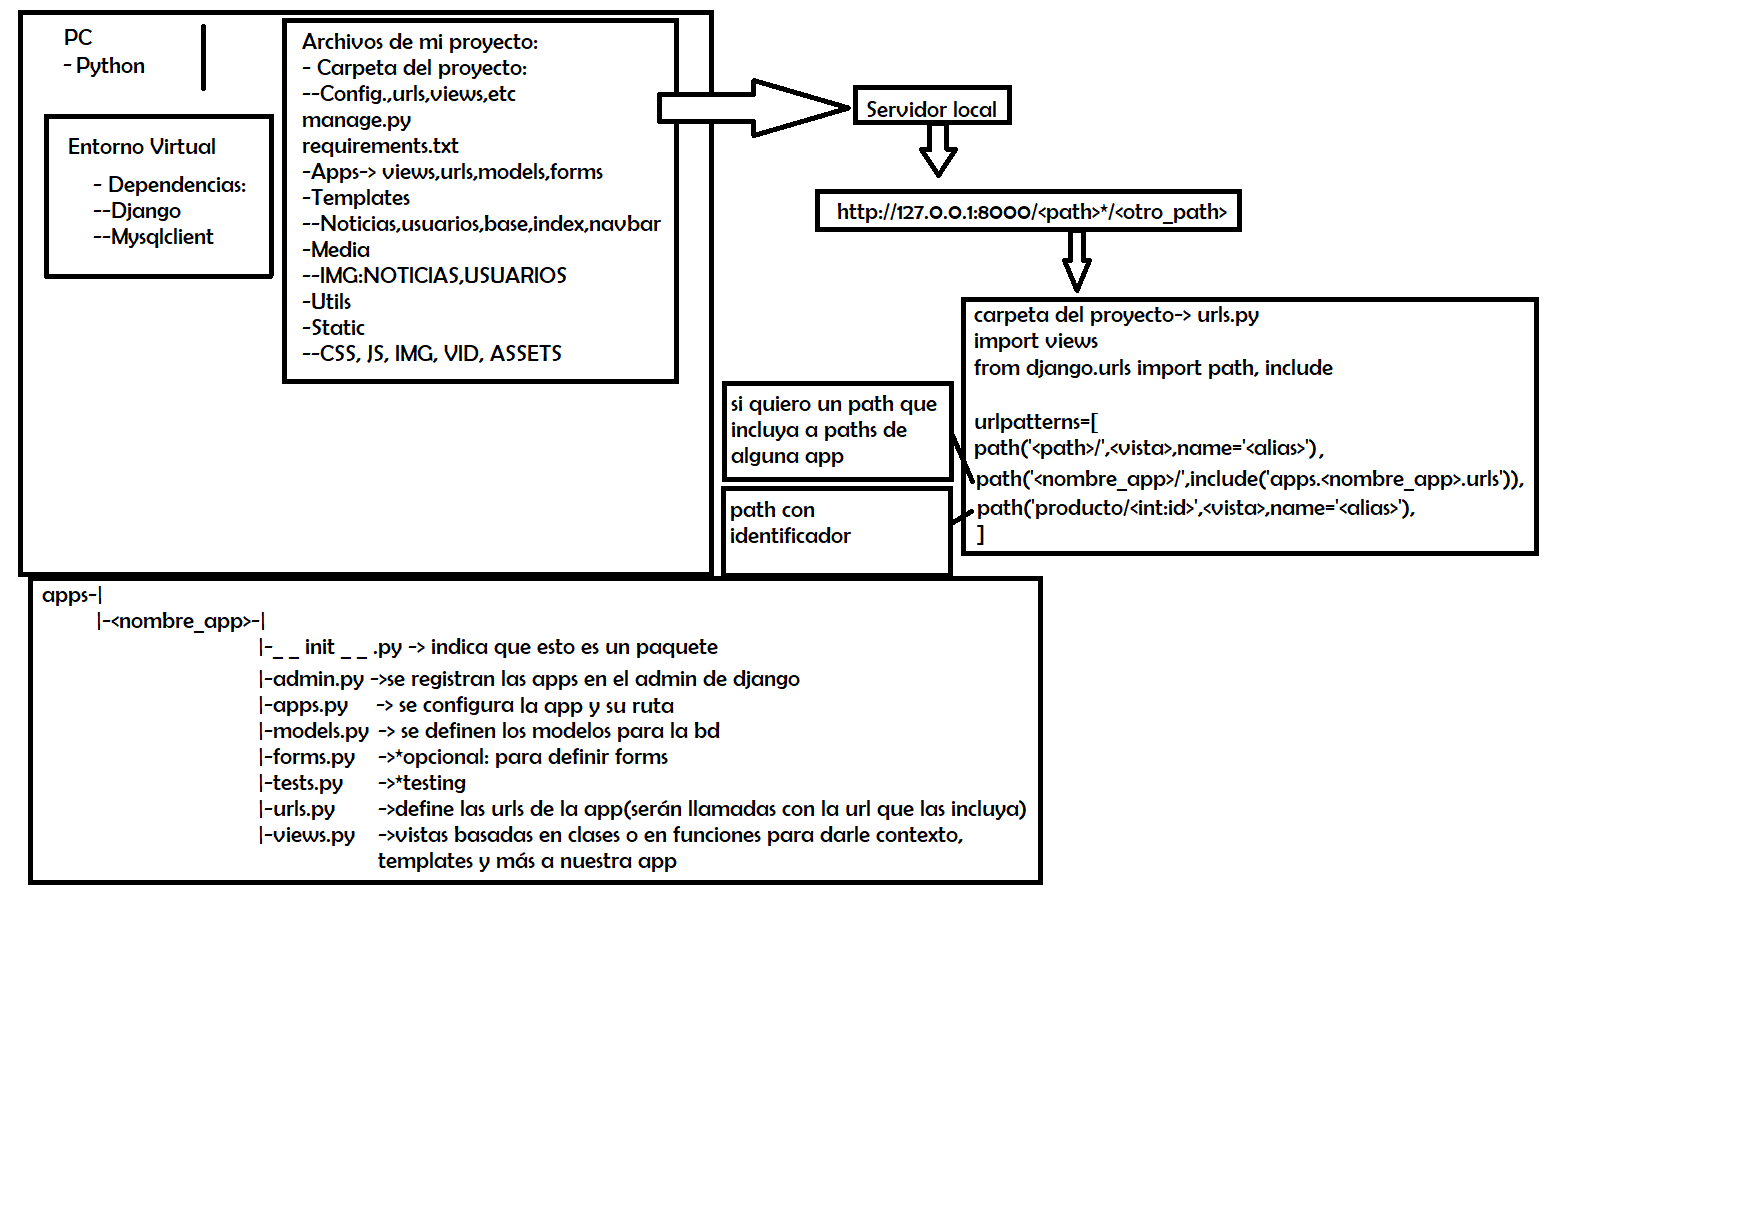 PC
- Python
Entorno Virtual
- Dependencias:
--Django
--Mysqlclient
Archivos de mi proyecto:
- Carpeta del proyecto:
--Config.,urls,views,etc
manage.py
requirements.txt
-Apps-> views,urls,models,forms
-Templates
--Noticias,usuarios,base,index,navbar
-Media
--IMG:NOTICIAS,USUARIOS
-Utils
-Static
--CSS, JS, IMG, VID, ASSETS
Servidor local
http://127.0.0.1:8000/<path>*/<otro_path>
carpeta del proyecto-> urls.py
import views
from django.urls import path, include
urlpatterns=[
path('<path>/',<vista>,name='<alias>'),
path('<nombre_app>/',include('apps.<nombre_app>.urls')),
path('producto/<int:id>',<vista>,name='<alias>'),
]
si quiero un path que
incluya a paths de
alguna app
path con
identificador
apps-|
|-<nombre_app>-|
|-_ _ init _ _ .py -> indica que esto es un paquete
|-admin.py ->se registran las apps en el admin de django
|-apps.py -> se configura la app y su ruta
|-models.py -> se definen los modelos para la bd
|-forms.py ->*opcional: para definir forms
|-tests.py ->*testing
|-urls.py ->define las urls de la app(serán llamadas con la url que las incluya)
|-views.py ->vistas basadas en clases o en funciones para darle contexto,
templates y más a nuestra app